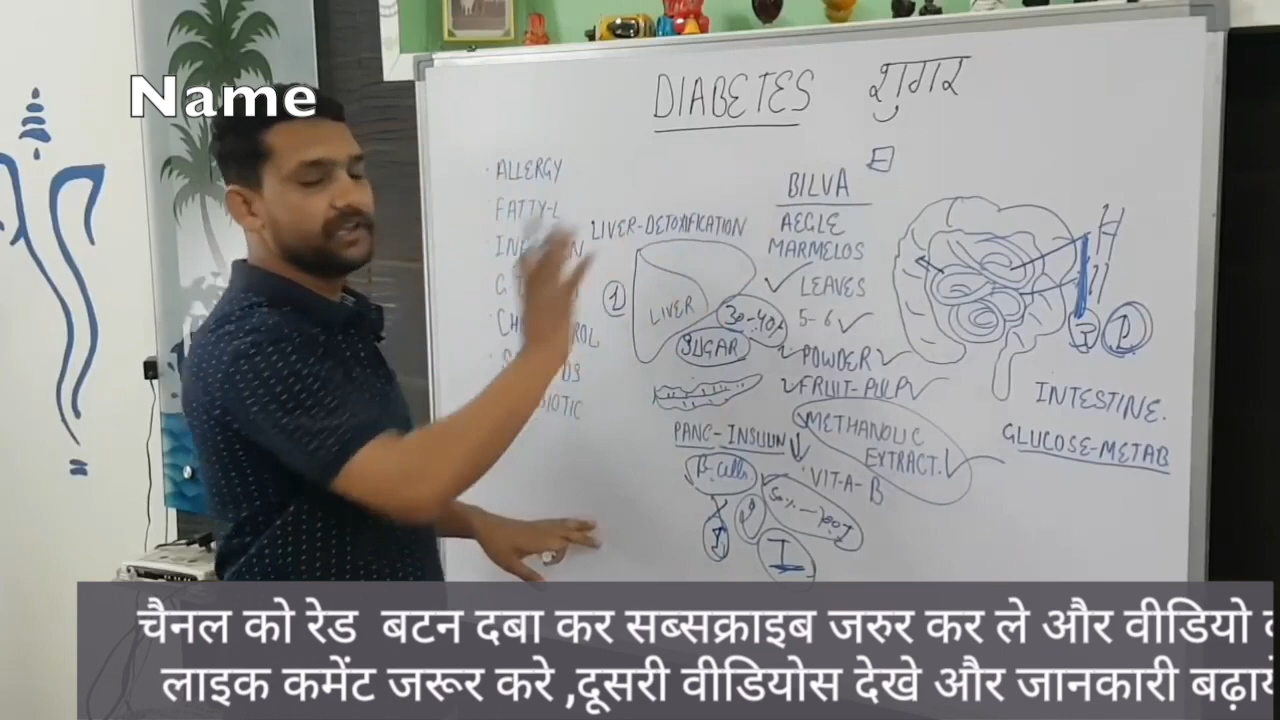 Name
DIABETES शुगर
ALLERGY
FATTY-L
LIVER-DETOXIFICATION
LIVER
1
30-40%
SUGAR
PANC-INSULIN↓
β-cells
I
BILVA
AEGLE
MARMELOS
✓ LEAVES
5-6 ✓
✓ POWDER ✓
✓ FRUIT-PULP ✓
METHANOLIC
EXTRACT. ✓
VIT-A-B
INTESTINE.
GLUCOSE-METAB
चैनल को रेड बटन दबा कर सब्सक्राइब जरुर कर ले और वीडियो
लाइक कमेंट जरूर करे ,दूसरी वीडियोस देखे और जानकारी